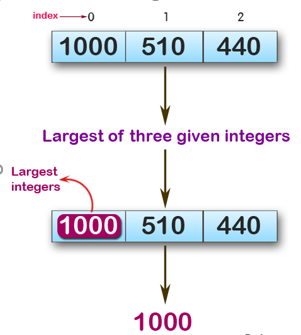 index 0 1 2
1000 510 440
Largest of three given integers
Largest
integers
1000 510 440
1000